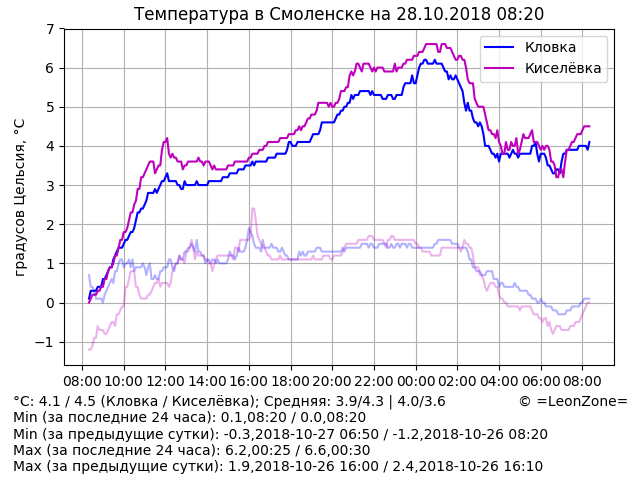 Температура в Смоленске на 28.10.2018 08:20
Кловка
Киселёвка
градусов Цельсия, °C
7
6
5
4
3
2
1
0
−1
08:00 10:00 12:00 14:00 16:00 18:00 20:00 22:00 00:00 02:00 04:00 06:00 08:00
°C: 4.1 / 4.5 (Кловка / Киселёвка); Средняя: 3.9/4.3 | 4.0/3.6 © =LeonZone=
Min (за последние 24 часа): 0.1,08:20 / 0.0,08:20
Min (за предыдущие сутки): -0.3,2018-10-27 06:50 / -1.2,2018-10-26 08:20
Max (за последние 24 часа): 6.2,00:25 / 6.6,00:30
Max (за предыдущие сутки): 1.9,2018-10-26 16:00 / 2.4,2018-10-26 16:10